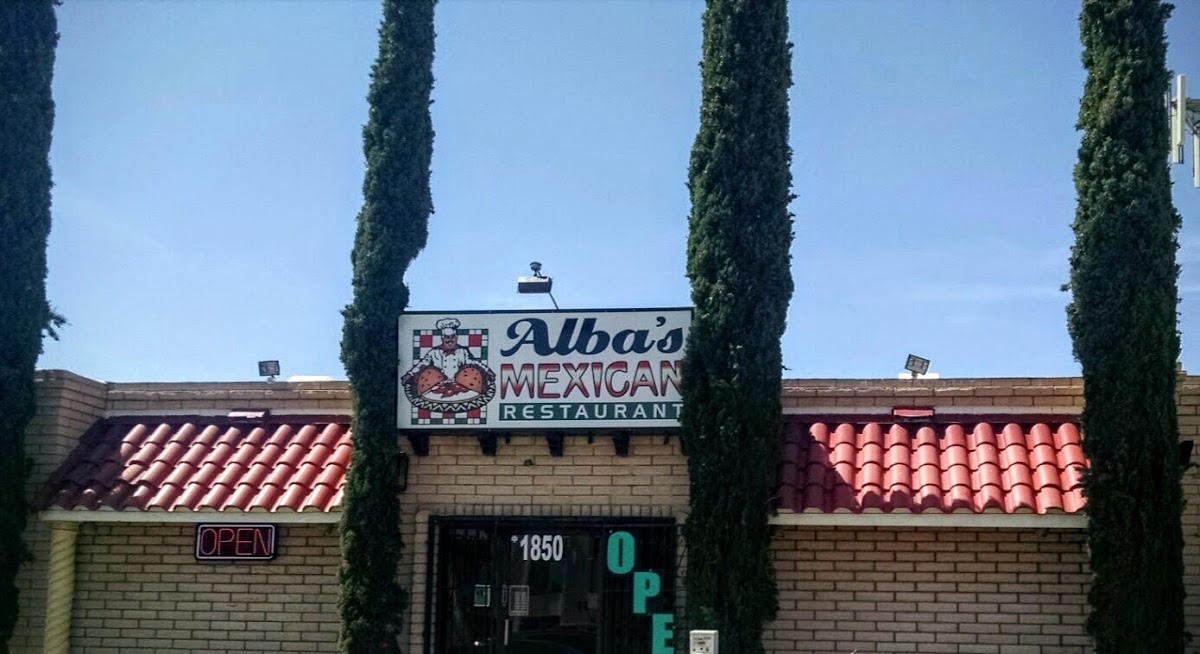 Alba's
MEXICAN
RESTAURANT
OPEN
1850
OPE